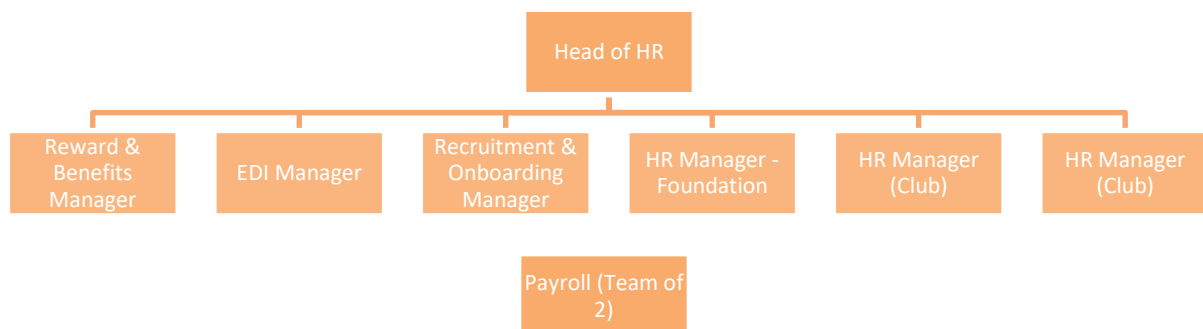 Head of HR
Reward &
Benefits
Manager
EDI Manager
Recruitment &
Onboarding
Manager
HR Manager -
Foundation
HR Manager
(Club)
HR Manager
(Club)
Payroll (Team of
2)